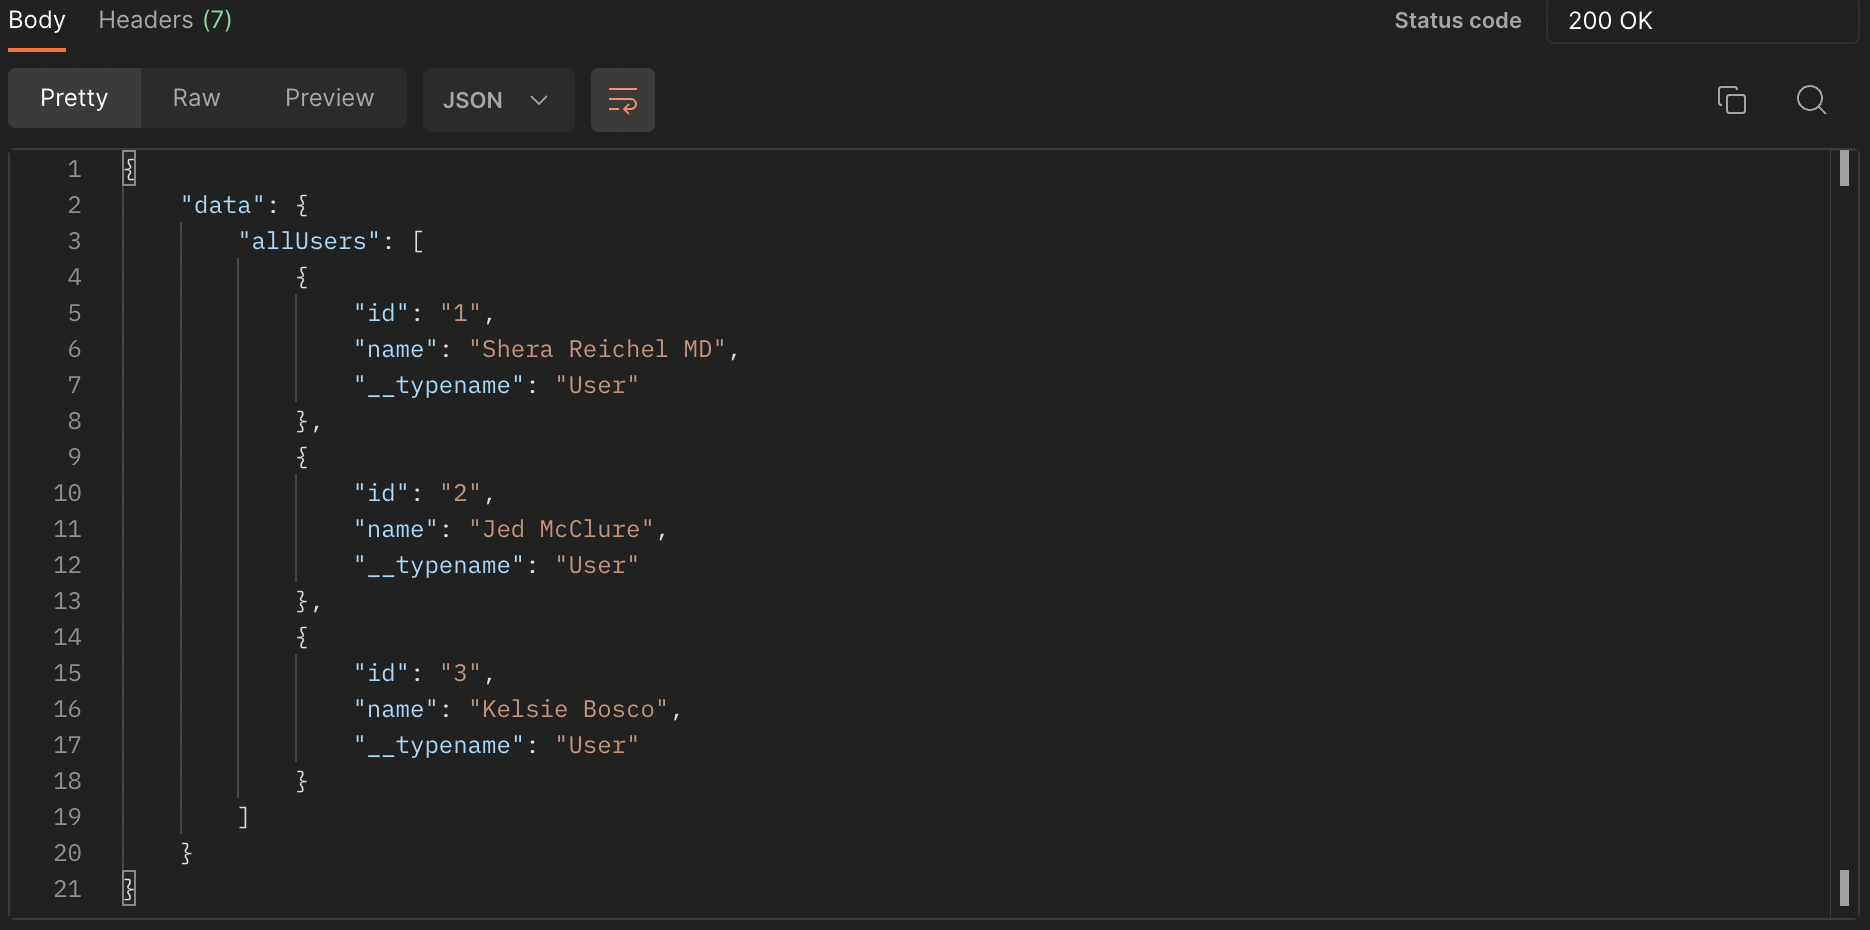 Body Headers (7) Status code 200 OK
Pretty Raw Preview JSON
1 {
2 "data": {
3 "allUsers": [
4 {
5 "id": "1",
6 "name": "Shera Reichel MD",
7 "__typename": "User"
8 },
9 {
10 "id": "2",
11 "name": "Jed McClure",
12 "__typename": "User"
13 },
14 {
15 "id": "3",
16 "name": "Kelsie Bosco",
17 "__typename": "User"
18 }
19 ]
20 }
21 }